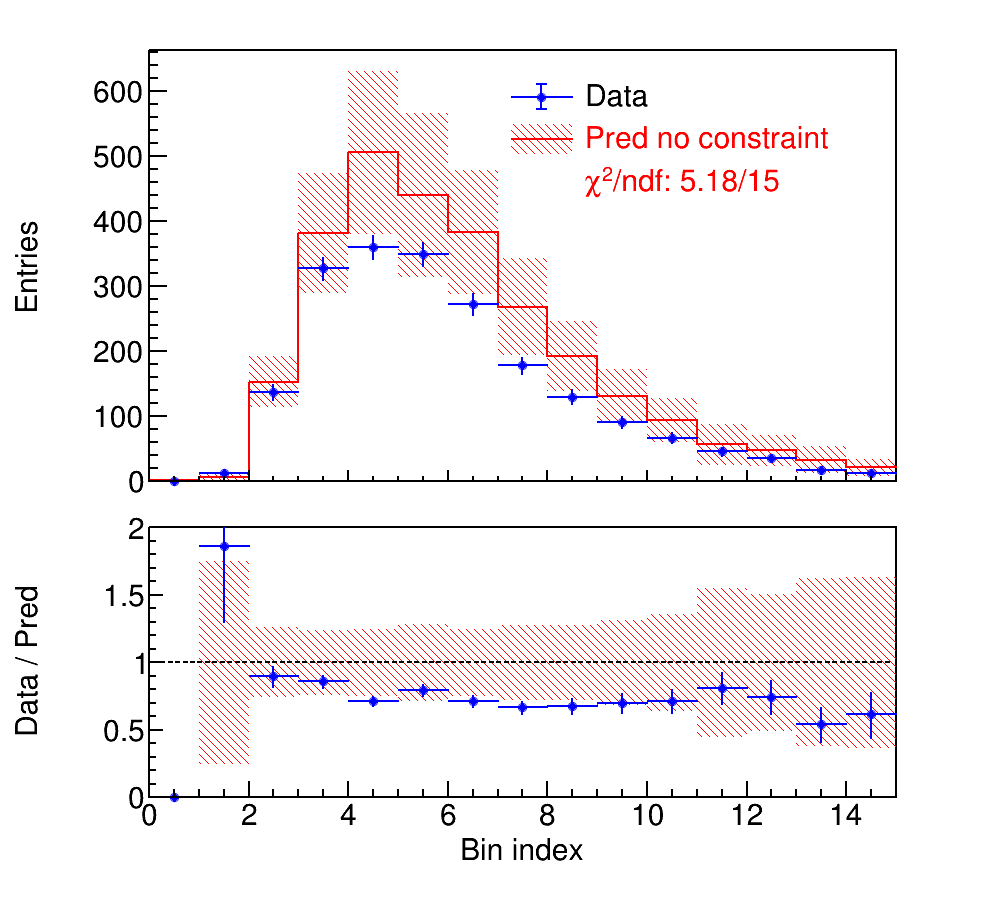 Entries
600
500
400
300
200
100
0
Data
Pred no constraint
χ²/ndf: 5.18/15
Data / Pred
2
1.5
1
0.5
0
0 2 4 6 8 10 12 14
Bin index